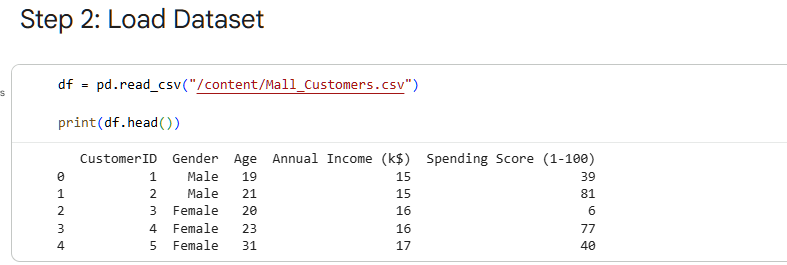 Step 2: Load Dataset
s
df = pd.read_csv("/content/Mall_Customers.csv")
print(df.head())
CustomerID Gender Age Annual Income (k$) Spending Score (1-100)
0 1 Male 19 15 39
1 2 Male 21 15 81
2 3 Female 20 16 6
3 4 Female 23 16 77
4 5 Female 31 17 40